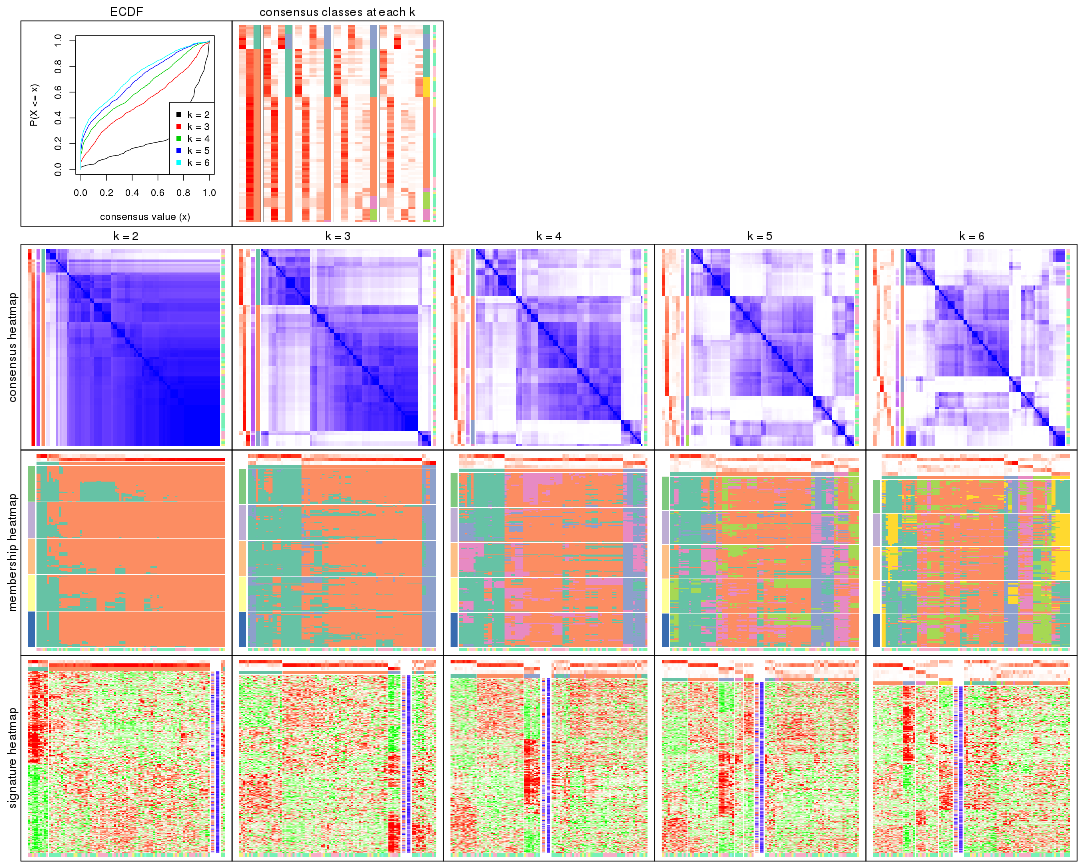 ECDF
consensus classes at each k
P(X <= x)
0.0
0.2
0.4
0.6
0.8
1.0
k = 2
k = 3
k = 4
k = 5
k = 6
0.0 0.2 0.4 0.6 0.8 1.0
consensus value (x)
k = 2 k = 3 k = 4 k = 5 k = 6
consensus heatmap
membership heatmap
signature heatmap